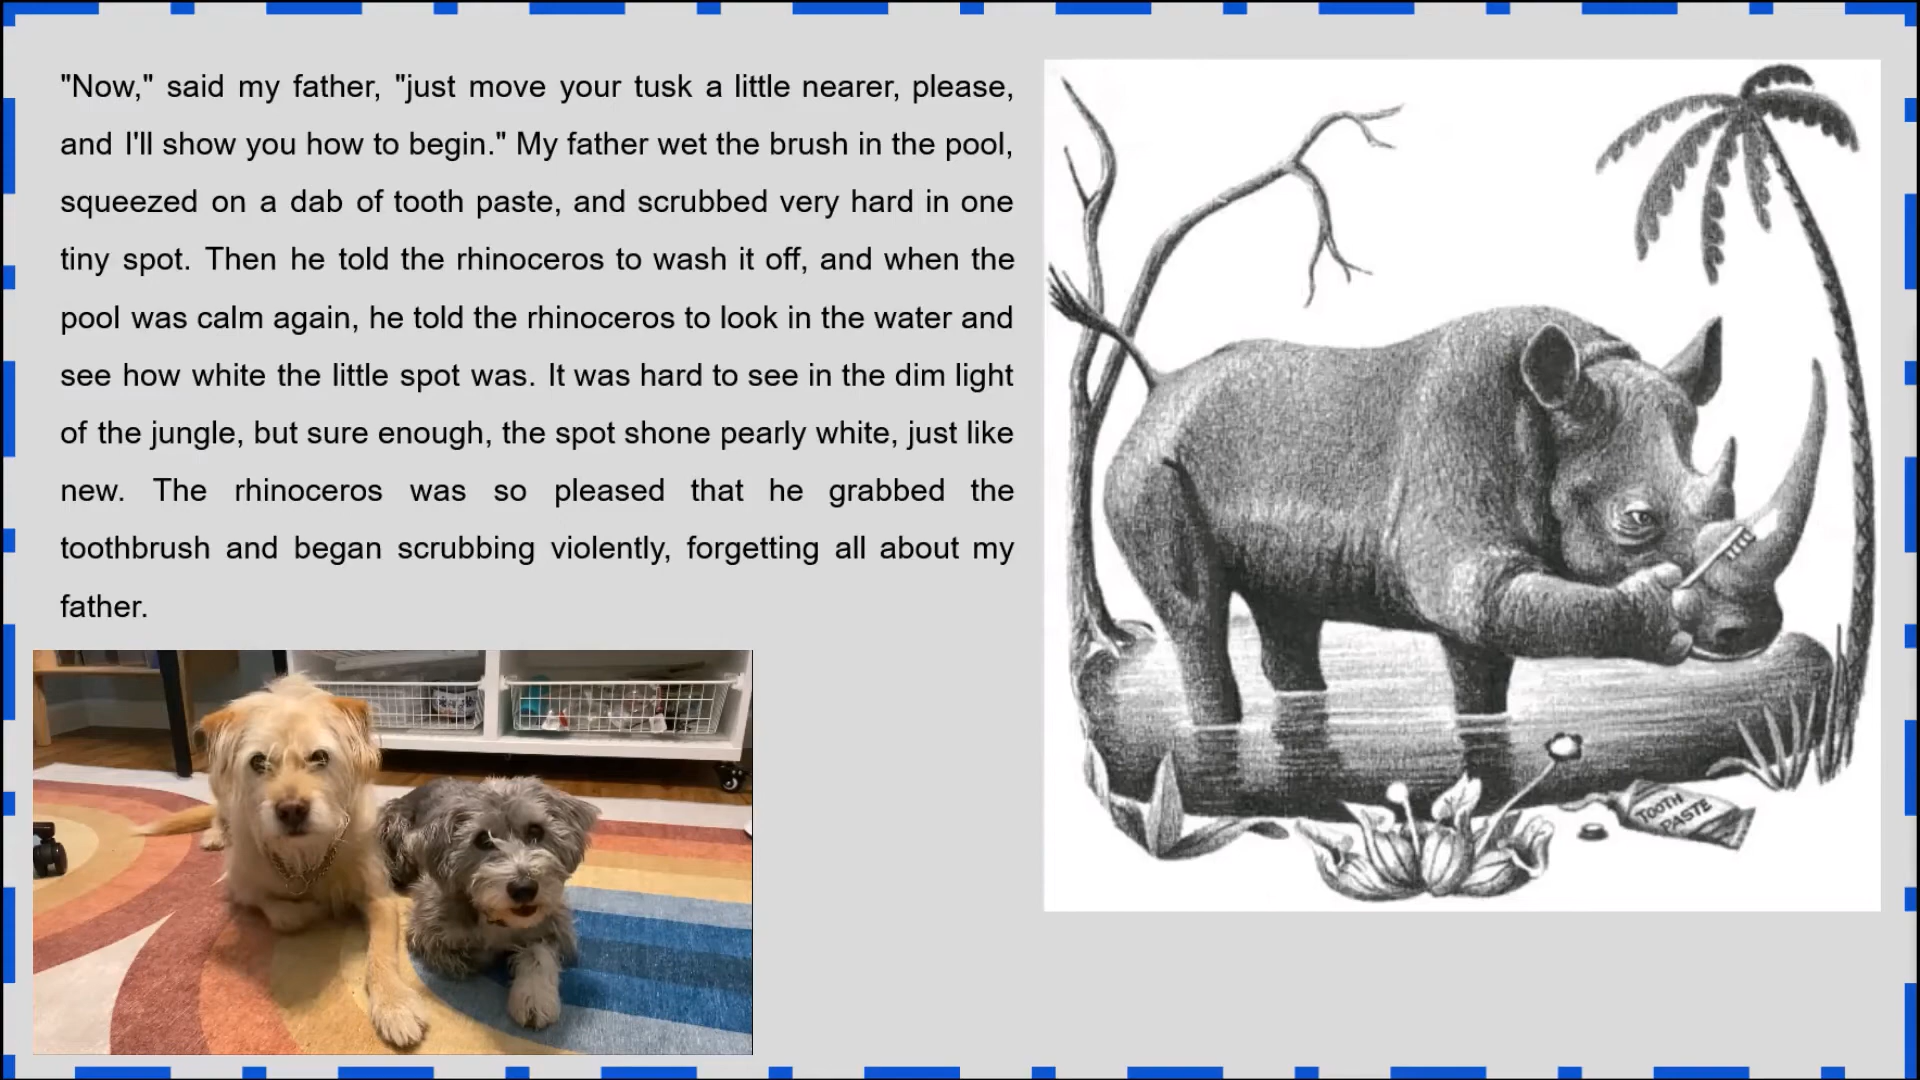 "Now," said my father, "just move your tusk a little nearer, please,
and I'll show you how to begin." My father wet the brush in the pool,
squeezed on a dab of tooth paste, and scrubbed very hard in one
tiny spot. Then he told the rhinoceros to wash it off, and when the
pool was calm again, he told the rhinoceros to look in the water and
see how white the little spot was. It was hard to see in the dim light
of the jungle, but sure enough, the spot shone pearly white, just like
new. The rhinoceros was so pleased that he grabbed the
toothbrush and began scrubbing violently, forgetting all about my
father.
TOOTH
PASTE